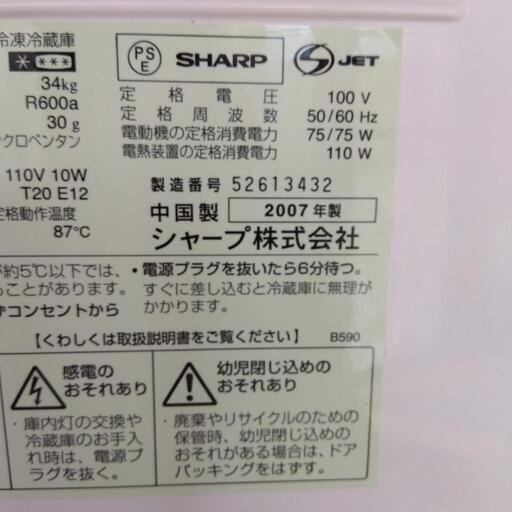 冷凍冷蔵庫
34kg
R600a
30 g
クロペンタン
110V 10W
T20 E12
定格動作温度
87℃
PS E SHARP S JET
定格電圧 100 V
定格周波数 50/60 Hz
電動機の定格消費電力 75/75 W
電熱装置の定格消費電力 110 W
製造番号 52613432
中国製 2007年製
シャープ株式会社
が約5℃以下では、
ることがあります。
ずコンセントから
・電源プラグを抜いたら6分待つ。
すぐに差し込むと冷蔵庫に無理が
かかります。
【くわしくは取扱説明書をご覧ください】 B590
感電の
おそれあり
・庫内灯の交換や
冷蔵庫のお手入
れ時は、電源プ
ラグを抜く。
幼児閉じ込めの
おそれあり
・廃棄やリサイクルのための
保管時、幼児閉じ込めの
おそれがある場合は、ドア
パッキングをはずす。